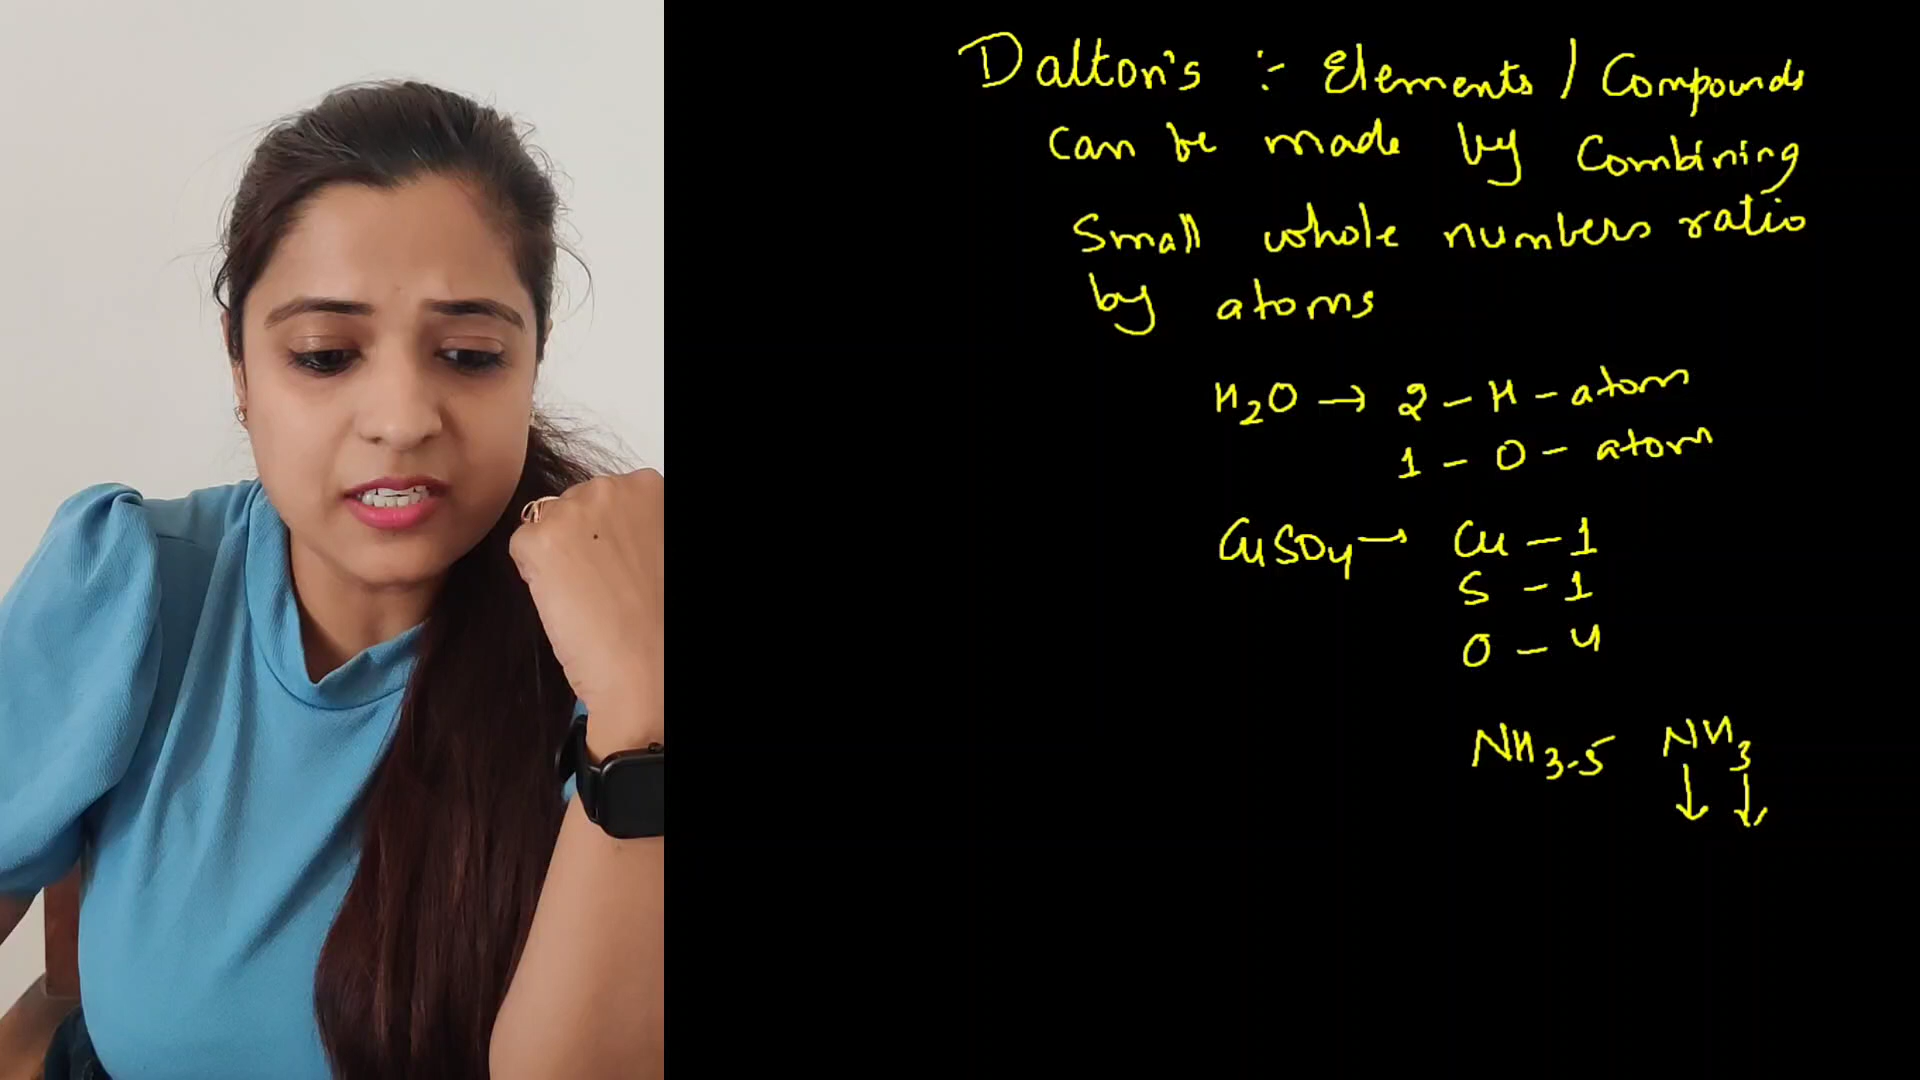 Dalton's :- Elements / Compounds
can be made by combining
small whole numbers ratio
by atoms
H₂O → 2 - H - atom
1 - O - atom
CuSO₄ → Cu - 1
S - 1
O - 4
NH₃.₅ NH₃
↓ ↓